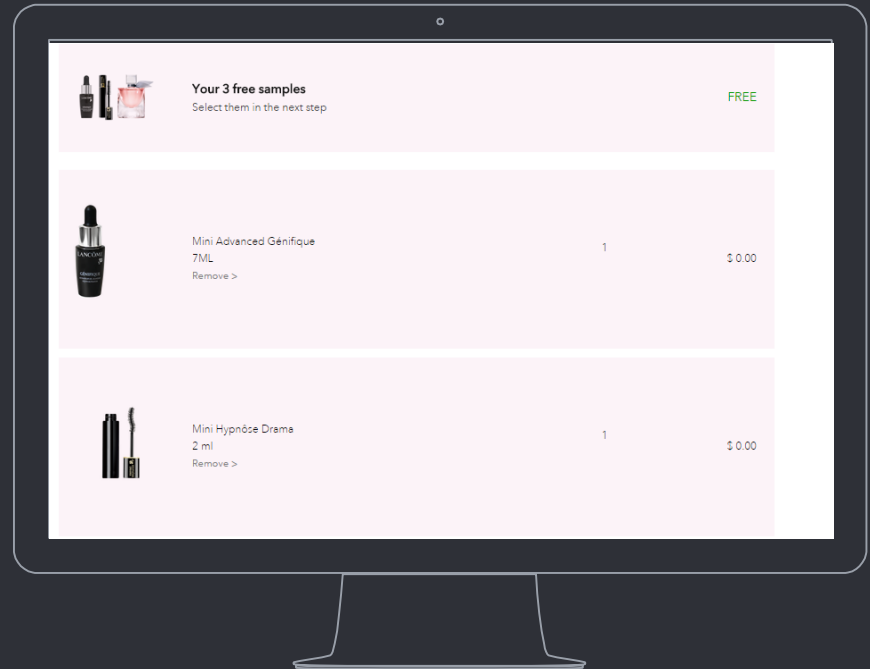 Your 3 free samples
Select them in the next step
FREE
LANCÔME
Mini Advanced Génifique
7ML
Remove >
1
$ 0.00
Mini Hypnôse Drama
2 ml
Remove >
1
$ 0.00